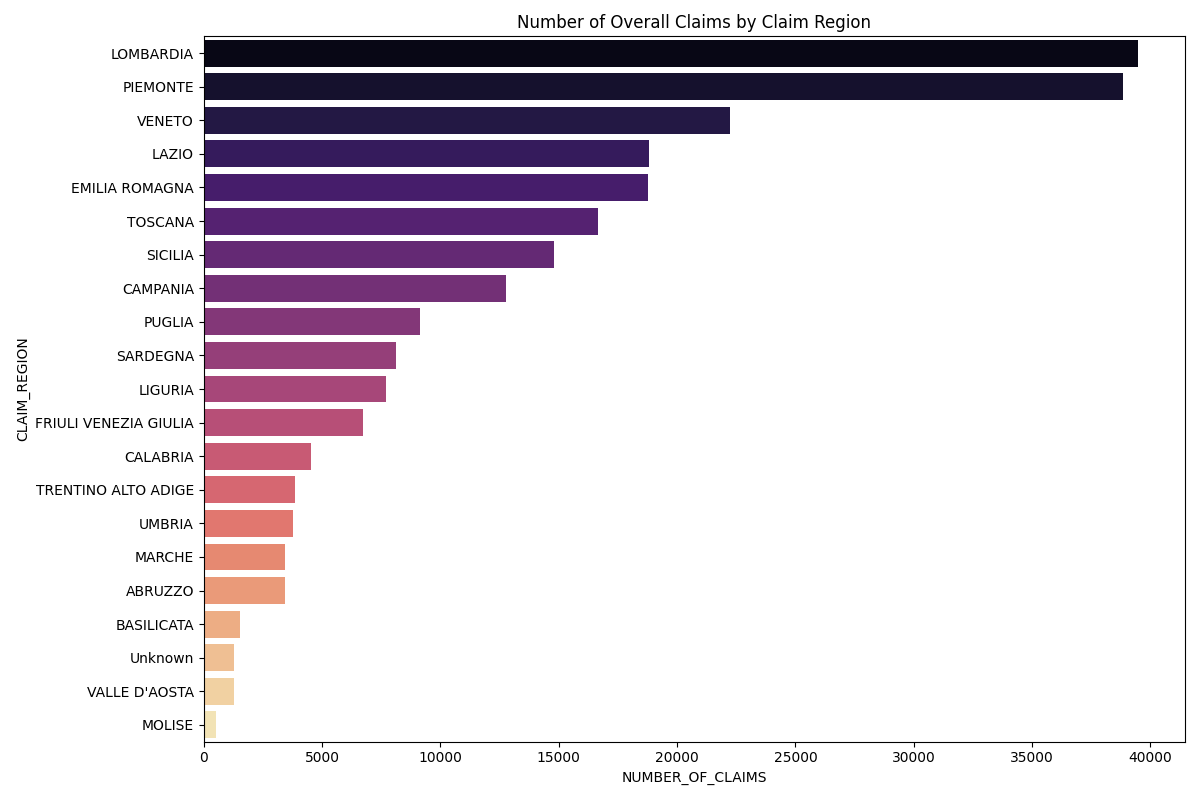 Number of Overall Claims by Claim Region
CLAIM_REGION
LOMBARDIA
PIEMONTE
VENETO
LAZIO
EMILIA ROMAGNA
TOSCANA
SICILIA
CAMPANIA
PUGLIA
SARDEGNA
LIGURIA
FRIULI VENEZIA GIULIA
CALABRIA
TRENTINO ALTO ADIGE
UMBRIA
MARCHE
ABRUZZO
BASILICATA
Unknown
VALLE D'AOSTA
MOLISE
0 5000 10000 15000 20000 25000 30000 35000 40000
NUMBER_OF_CLAIMS